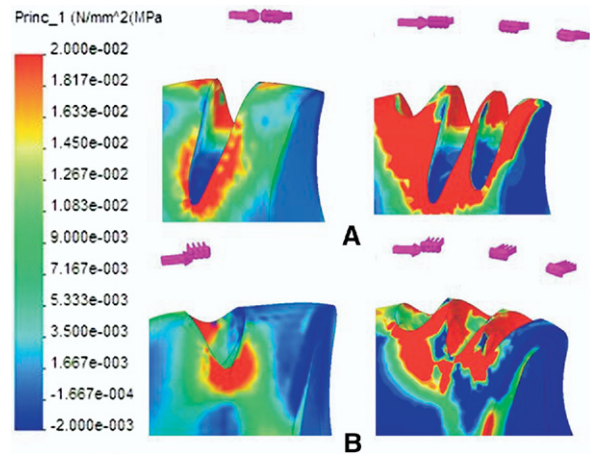 Princ_1 (N/mm^2(MPa
2.000e-002
1.817e-002
1.633e-002
1.450e-002
1.267e-002
1.083e-002
9.000e-003
7.167e-003
5.333e-003
3.500e-003
1.667e-003
-1.667e-004
-2.000e-003
A
B